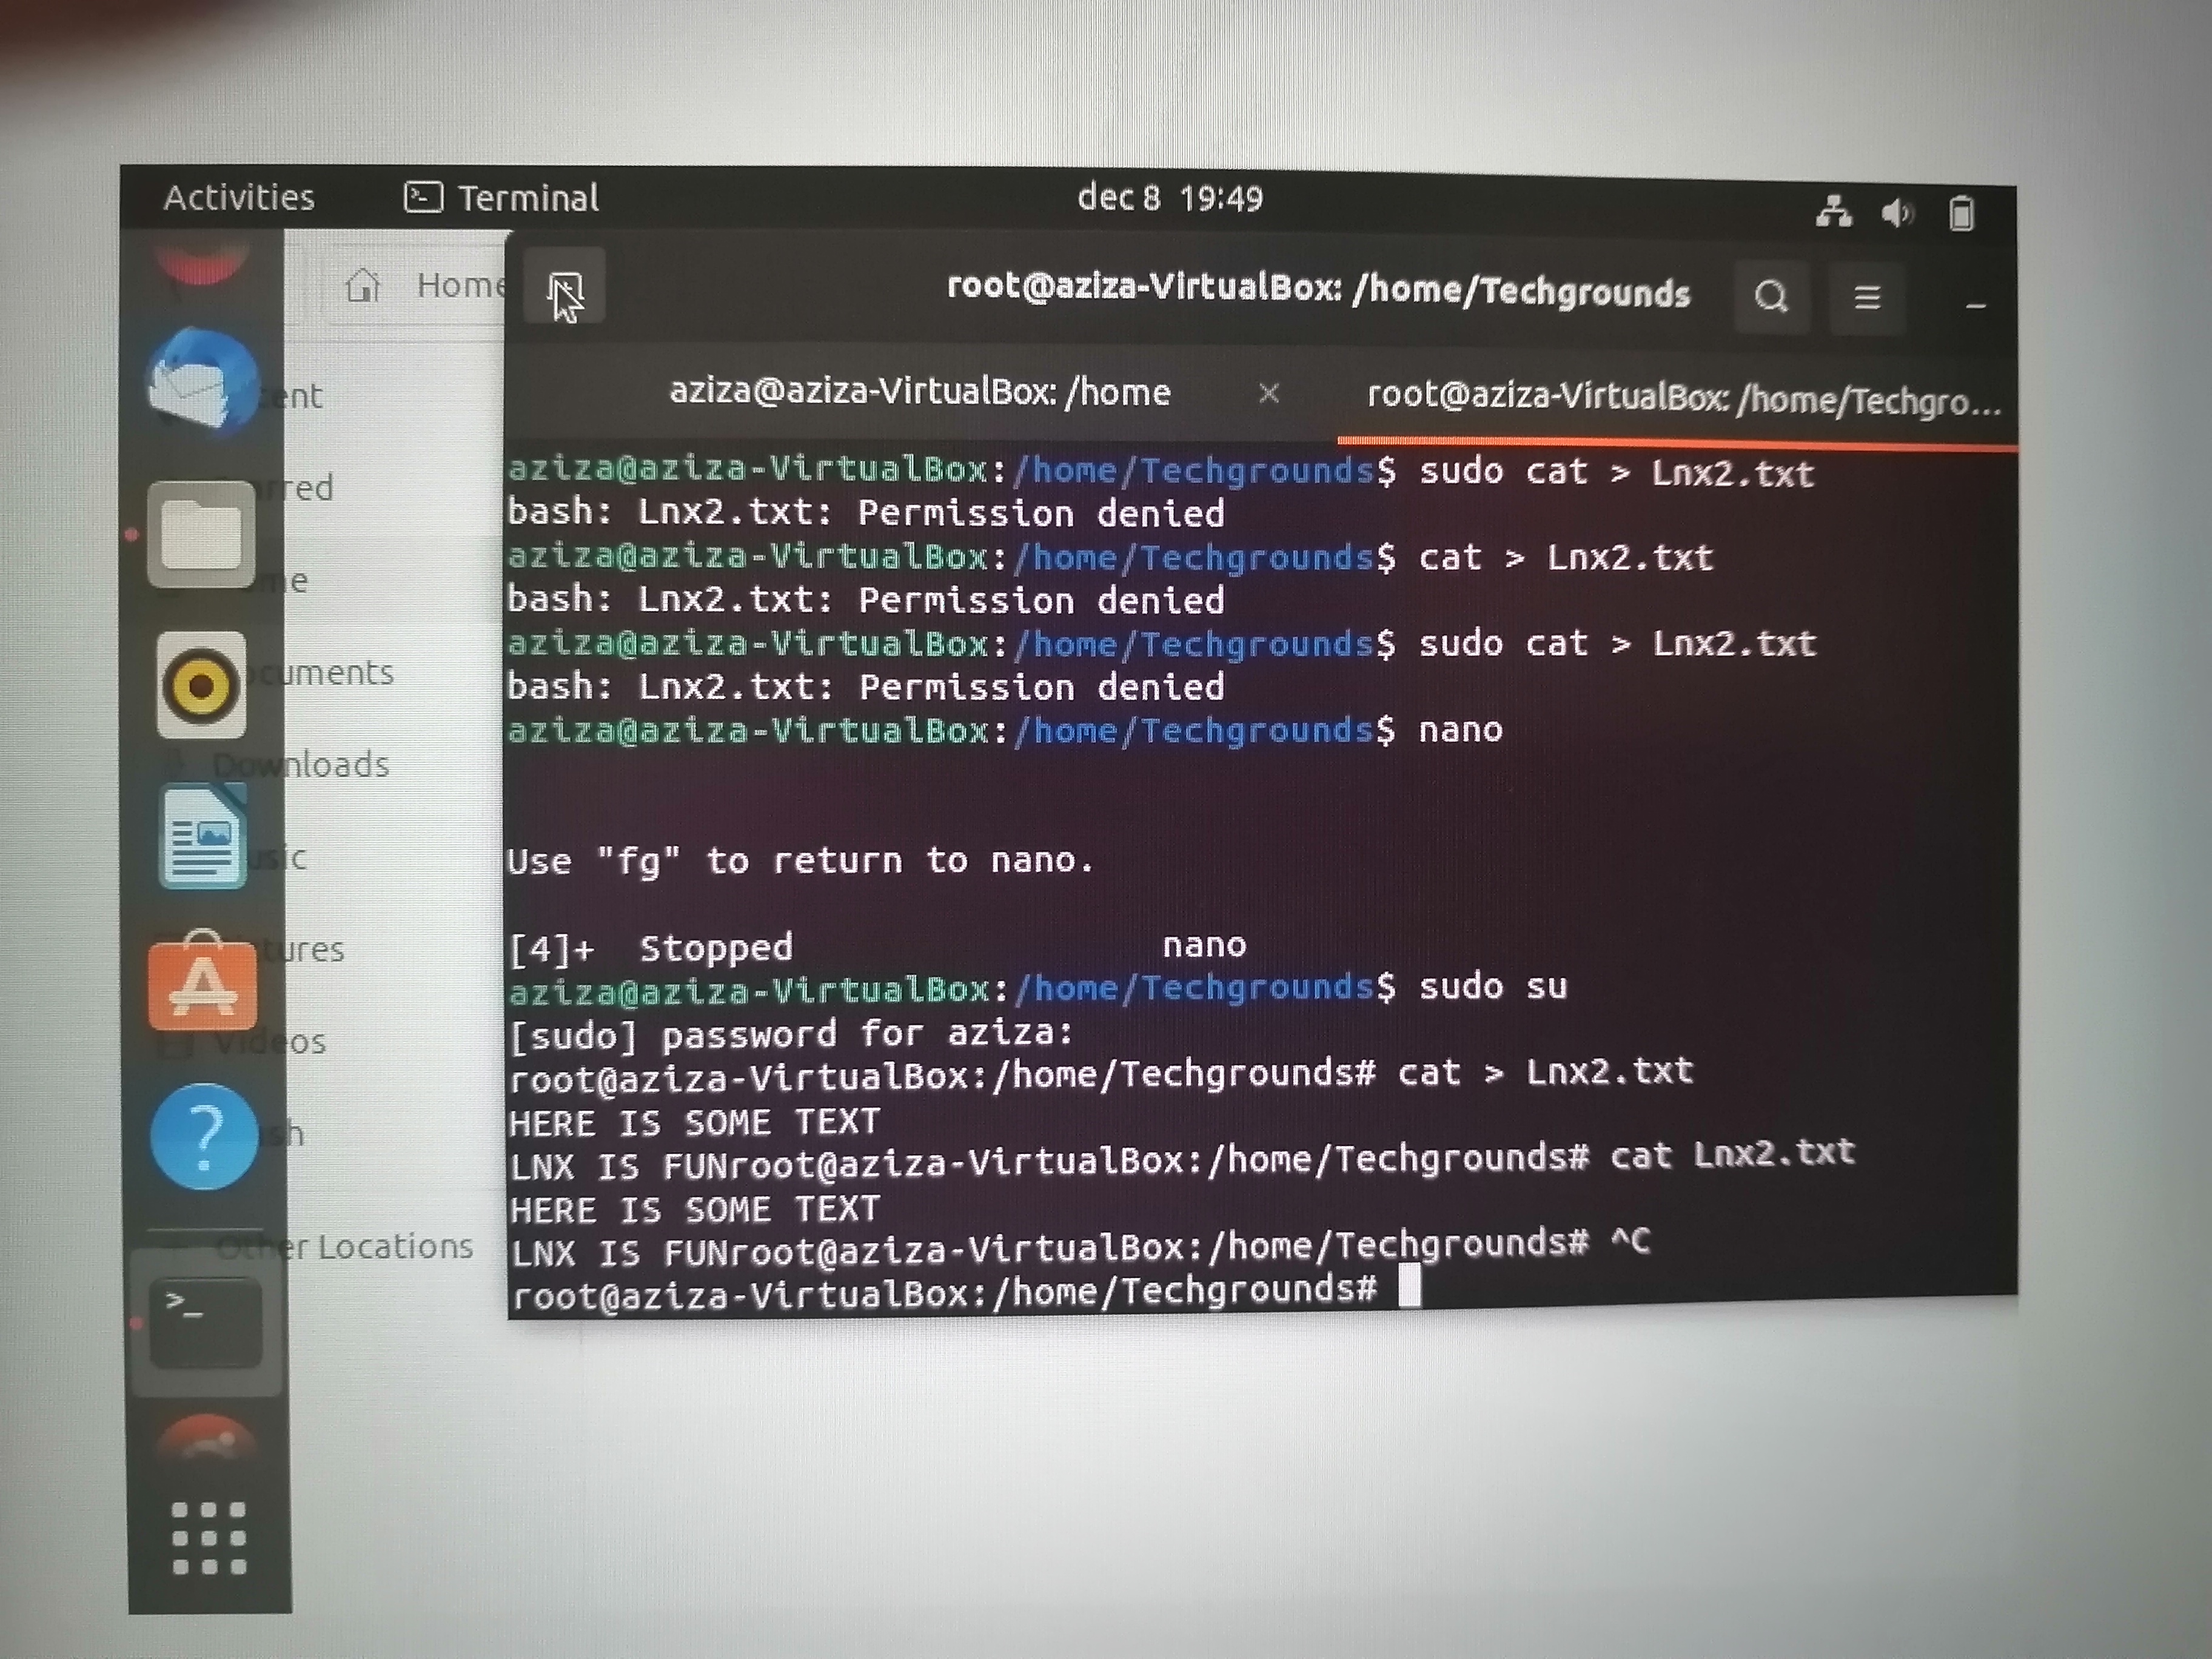 Activities
Terminal
dec 8 19:49
Home
root@aziza-VirtualBox: /home/Techgrounds
aziza@aziza-VirtualBox: /home
root@aziza-VirtualBox: /home/Techgro...
aziza@aziza-VirtualBox:/home/Techgrounds$ sudo cat > Lnx2.txt
bash: Lnx2.txt: Permission denied
aziza@aziza-VirtualBox:/home/Techgrounds$ cat > Lnx2.txt
bash: Lnx2.txt: Permission denied
aziza@aziza-VirtualBox:/home/Techgrounds$ sudo cat > Lnx2.txt
bash: Lnx2.txt: Permission denied
aziza@aziza-VirtualBox:/home/Techgrounds$ nano
Use "fg" to return to nano.
[4]+ Stopped nano
aziza@aziza-VirtualBox:/home/Techgrounds$ sudo su
[sudo] password for aziza:
root@aziza-VirtualBox:/home/Techgrounds# cat > Lnx2.txt
HERE IS SOME TEXT
LNX IS FUNroot@aziza-VirtualBox:/home/Techgrounds# cat Lnx2.txt
HERE IS SOME TEXT
LNX IS FUNroot@aziza-VirtualBox:/home/Techgrounds# ^C
root@aziza-VirtualBox:/home/Techgrounds#
Downloads
Videos
Other Locations